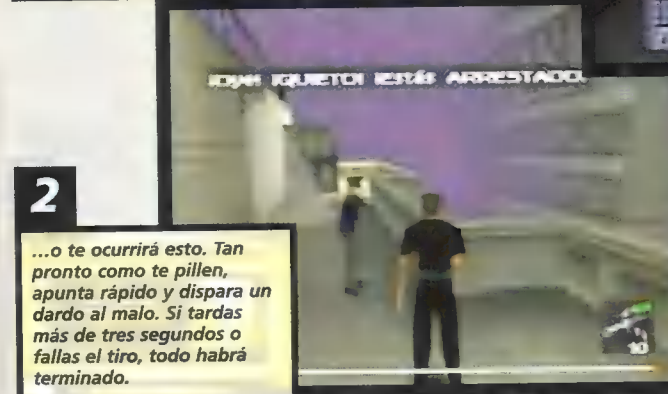 ¡OYE! ¡QUIETO! ESTÁS ARRESTADO.
2
...o te ocurrirá esto. Tan
pronto como te pillen,
apunta rápido y dispara un
dardo al malo. Si tardas
más de tres segundos o
fallas el tiro, todo habrá
terminado.
10